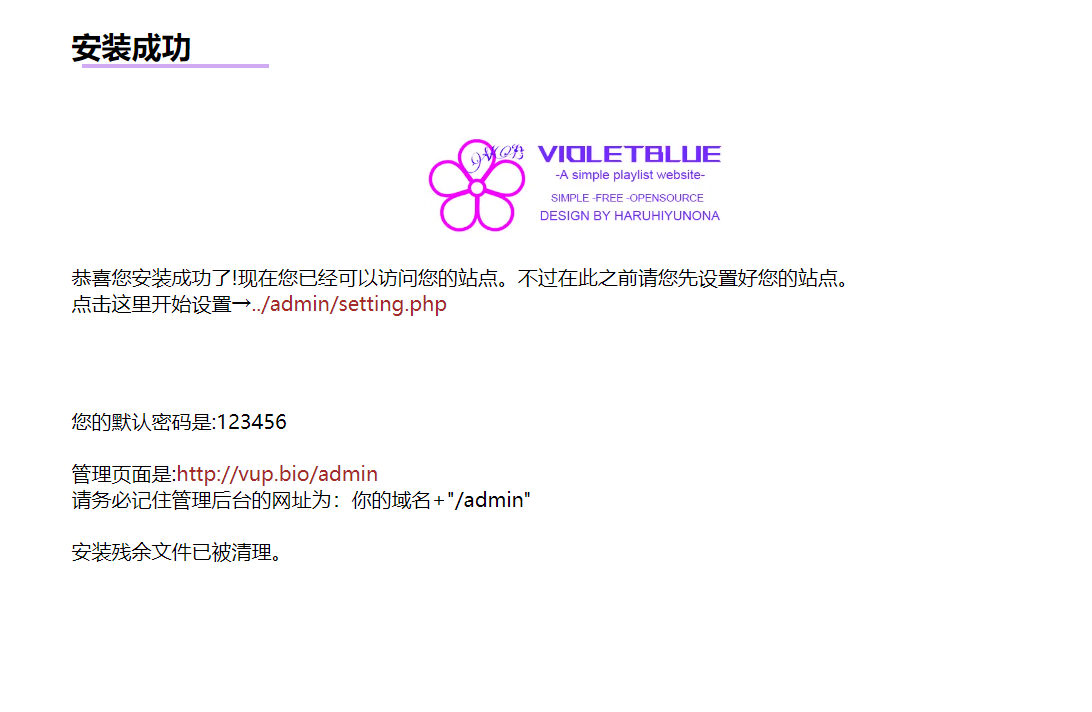 安装成功
VIOLETBLUE
-A simple playlist website-
SIMPLE -FREE -OPENSOURCE
DESIGN BY HARUHIYUNONA
恭喜您安装成功了!现在您已经可以访问您的站点。不过在此之前请您先设置好您的站点。
点击这里开始设置→../admin/setting.php
您的默认密码是:123456
管理页面是:http://vup.bio/admin
请务必记住管理后台的网址为：你的域名+"/admin"
安装残余文件已被清理。